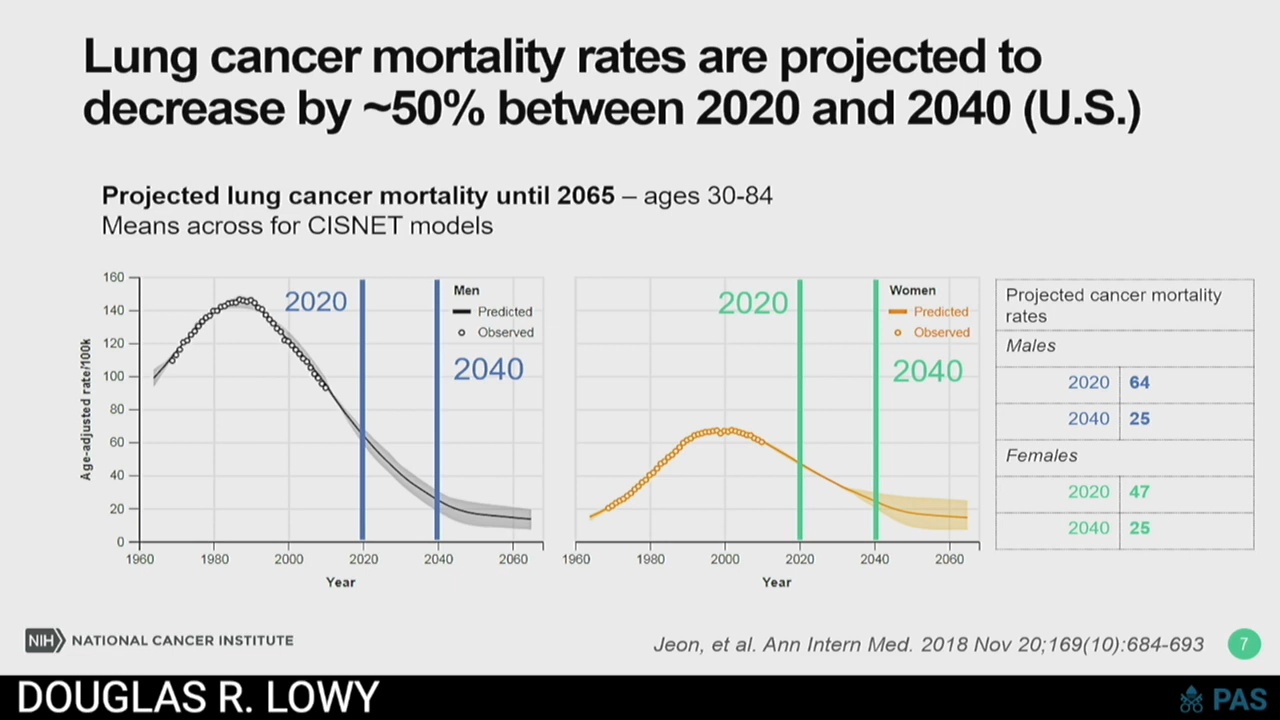 Lung cancer mortality rates are projected to
decrease by ~50% between 2020 and 2040 (U.S.)
Projected lung cancer mortality until 2065 – ages 30-84
Means across for CISNET models
Age-adjusted rate/100k
160
140
120
100
80
60
40
20
0
2020
Men
Predicted
Observed
2040
1960
1980
2000
2020
2040
2060
Year
2020
Women
Predicted
Observed
2040
1960
1980
2000
2020
2040
2060
Year
Projected cancer mortality
rates
Males
2020 64
2040 25
Females
2020 47
2040 25
NIH NATIONAL CANCER INSTITUTE
Jeon, et al. Ann Intern Med. 2018 Nov 20;169(10):684-693
7
DOUGLAS R. LOWY
PAS